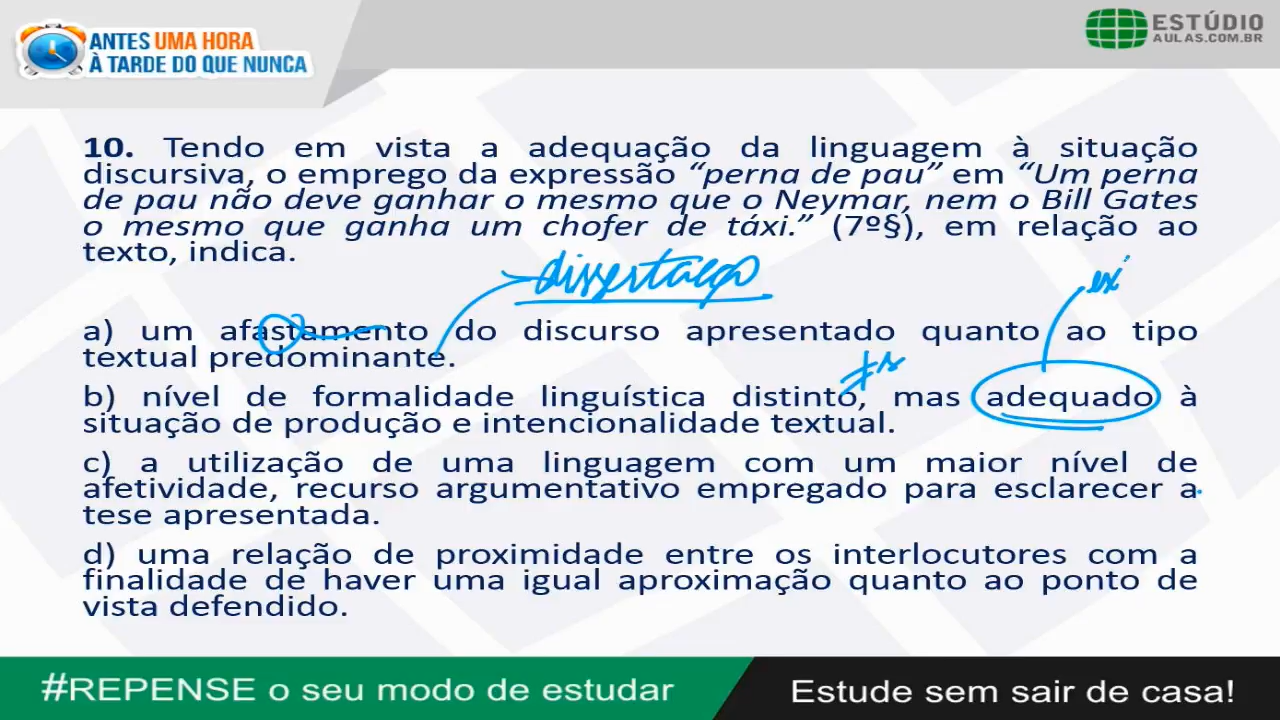 ANTES UMA HORA
À TARDE DO QUE NUNCA
ESTÚDIO
AULAS.COM.BR
10. Tendo em vista a adequação da linguagem à situação
discursiva, o emprego da expressão “perna de pau” em “Um perna
de pau não deve ganhar o mesmo que o Neymar, nem o Bill Gates
o mesmo que ganha um chofer de táxi.” (7º§), em relação ao
texto, indica.
dissertação
a) um afastamento do discurso apresentado quanto ao tipo
textual predominante.
b) nível de formalidade linguística distinto, mas adequado à
situação de produção e intencionalidade textual.
c) a utilização de uma linguagem com um maior nível de
afetividade, recurso argumentativo empregado para esclarecer a
tese apresentada.
d) uma relação de proximidade entre os interlocutores com a
finalidade de haver uma igual aproximação quanto ao ponto de
vista defendido.
#REPENSE o seu modo de estudar
Estude sem sair de casa!